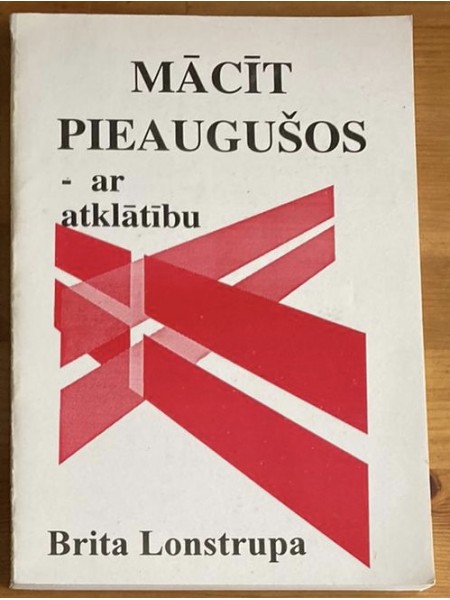 MĀCĪT
PIEAUGUŠOS
- ar
atklātību
Brita Lonstrupa